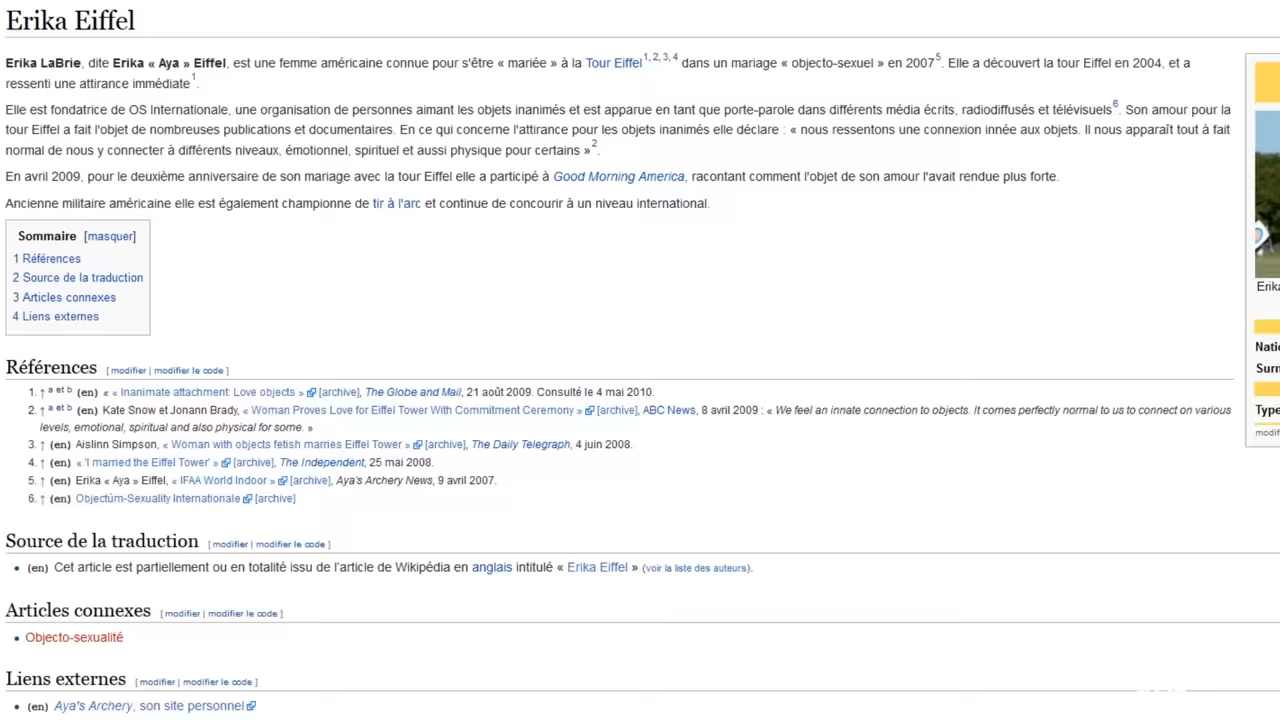 Erika Eiffel
Erika LaBrie, dite Erika « Aya » Eiffel, est une femme américaine connue pour s'être « mariée » à la Tour Eiffel1, 2, 3, 4 dans un mariage « objecto-sexuel » en 20075. Elle a découvert la tour Eiffel en 2004, et a
ressenti une attirance immédiate1.
Elle est fondatrice de OS Internationale, une organisation de personnes aimant les objets inanimés et est apparue en tant que porte-parole dans différents média écrits, radiodiffusés et télévisuels6. Son amour pour la
tour Eiffel a fait l'objet de nombreuses publications et documentaires. En ce qui concerne l'attirance pour les objets inanimés elle déclare : « nous ressentons une connexion innée aux objets. Il nous apparaît tout à fait
normal de nous y connecter à différents niveaux, émotionnel, spirituel et aussi physique pour certains »2.
En avril 2009, pour le deuxième anniversaire de son mariage avec la tour Eiffel elle a participé à Good Morning America, racontant comment l'objet de son amour l'avait rendue plus forte.
Ancienne militaire américaine elle est également championne de tir à l'arc et continue de concourir à un niveau international.
Sommaire [masquer]
1 Références
2 Source de la traduction
3 Articles connexes
4 Liens externes
Erika
Nati
Surn
Type
modif
Références [ modifier | modifier le code ]
1. ↑ a et b (en) « « Inanimate attachment: Love objects » [archive], The Globe and Mail, 21 août 2009. Consulté le 4 mai 2010.
2. ↑ a et b (en) Kate Snow et Jonann Brady, « Woman Proves Love for Eiffel Tower With Commitment Ceremony » [archive], ABC News, 8 avril 2009 : « We feel an innate connection to objects. It comes perfectly normal to us to connect on various
levels, emotional, spiritual and also physical for some. »
3. ↑ (en) Aislinn Simpson, « Woman with objects fetish marries Eiffel Tower » [archive], The Daily Telegraph, 4 juin 2008.
4. ↑ (en) « 'I married the Eiffel Tower' » [archive], The Independent, 25 mai 2008.
5. ↑ (en) Erika « Aya » Eiffel, « IFAA World Indoor » [archive], Aya's Archery News, 9 avril 2007.
6. ↑ (en) Objectùm-Sexuality Internationale [archive]
Source de la traduction [ modifier | modifier le code ]
• (en) Cet article est partiellement ou en totalité issu de l'article de Wikipédia en anglais intitulé « Erika Eiffel » (voir la liste des auteurs).
Articles connexes [ modifier | modifier le code ]
• Objecto-sexualité
Liens externes [ modifier | modifier le code ]
• (en) Aya's Archery, son site personnel